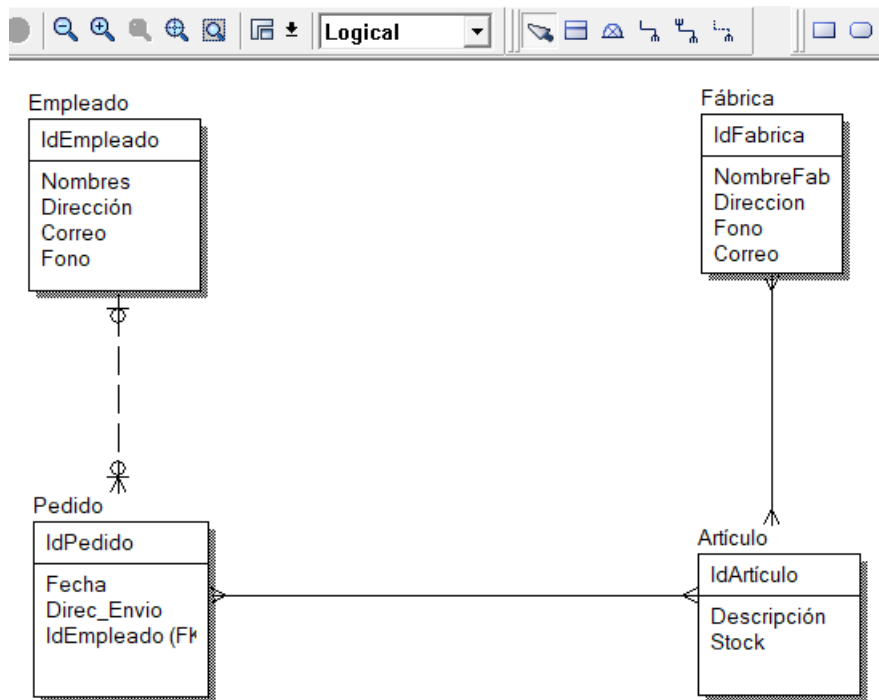 Logical
Empleado
IdEmpleado
Nombres
Dirección
Correo
Fono
Fábrica
IdFabrica
NombreFab
Direccion
Fono
Correo
Pedido
IdPedido
Fecha
Direc_Envio
IdEmpleado (FK
Artículo
IdArtículo
Descripción
Stock